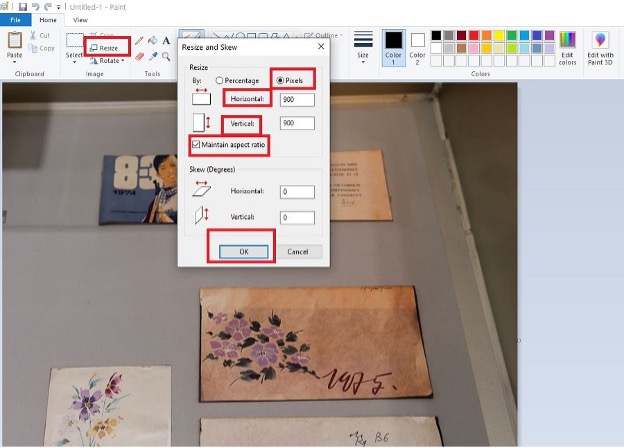 Untitled-1 - Paint
File
Home
View
Paste
Cut
Copy
Clipboard
Select
Resize
Rotate
Image
Tools
Outline
Size
Color 1
Color 2
Colors
Edit colors
Edit with Paint 3D
Resize and Skew
Resize
By:
Percentage
Pixels
Horizontal:
900
Vertical:
900
Maintain aspect ratio
Skew (Degrees)
Horizontal:
0
Vertical:
0
OK
Cancel
83
1974
1975.
B6